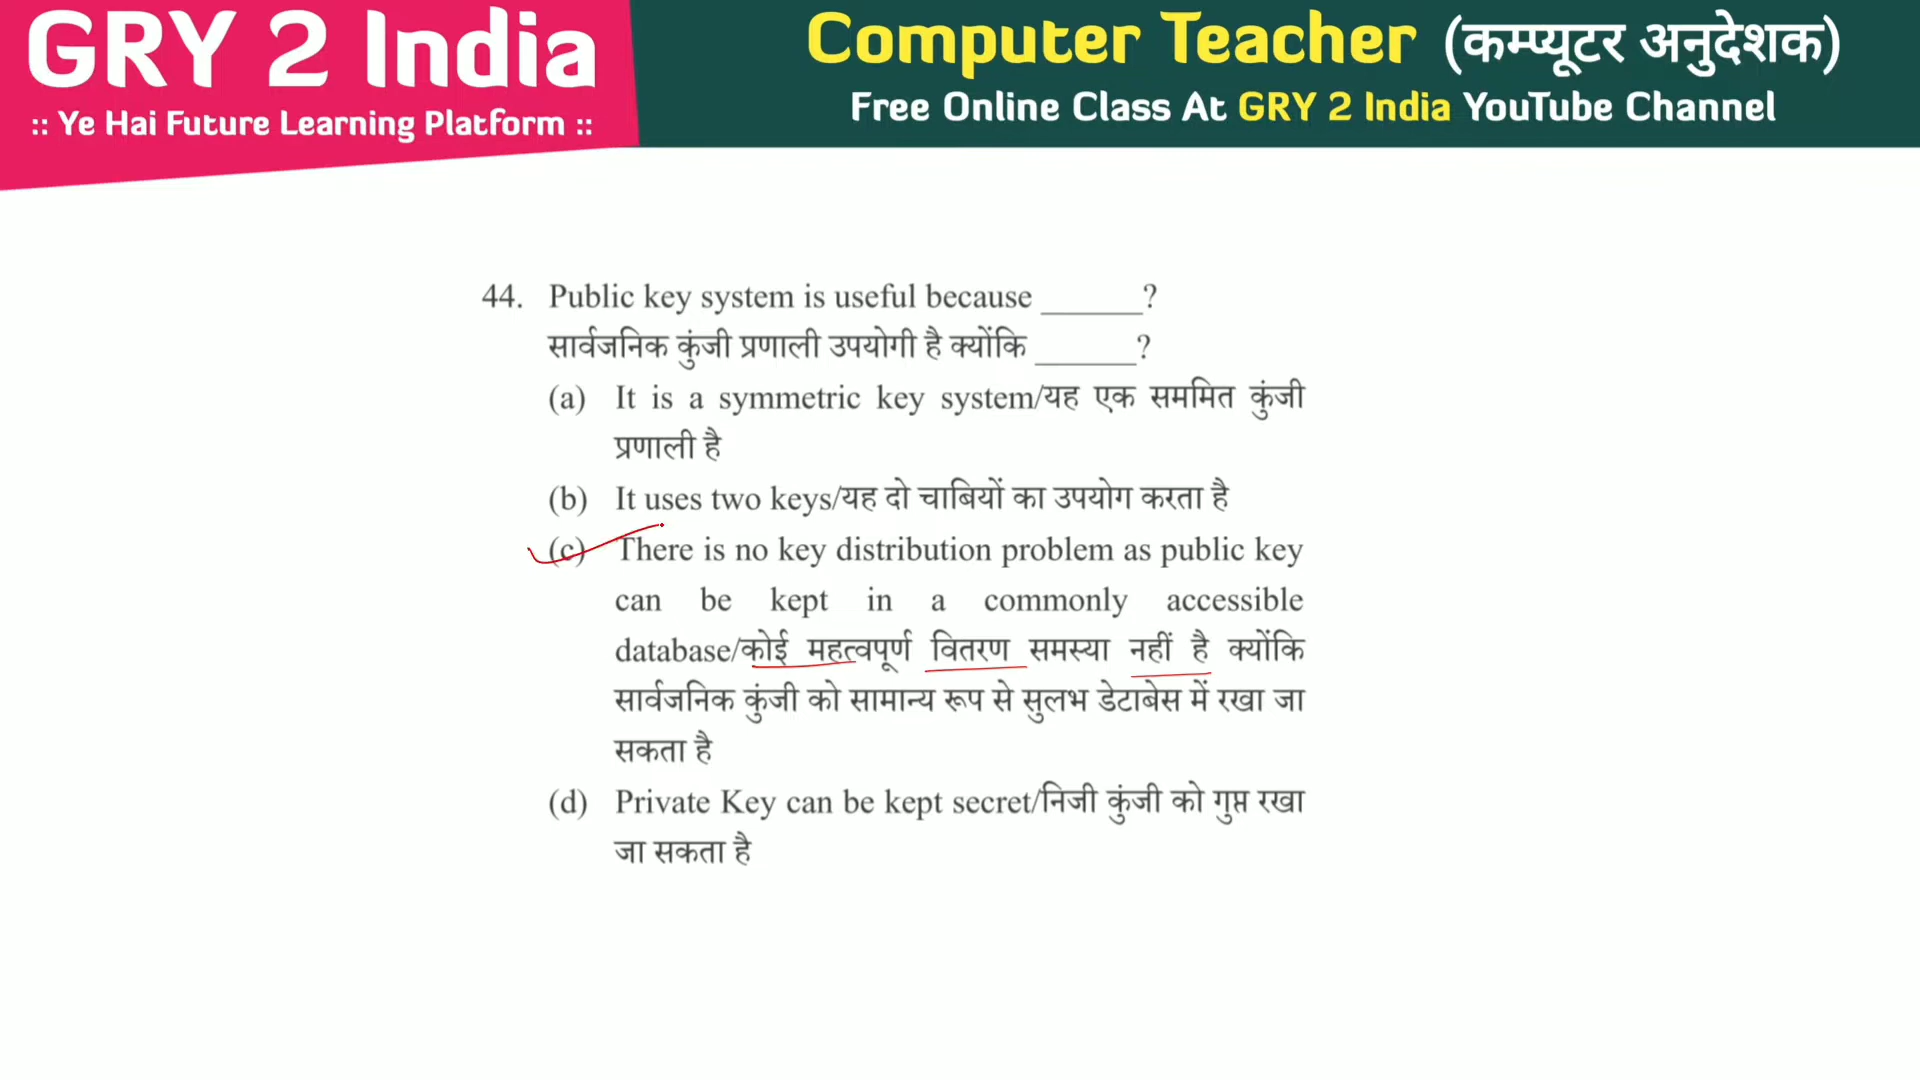 GRY 2 India
:: Ye Hai Future Learning Platform ::
Computer Teacher (कम्प्यूटर अनुदेशक)
Free Online Class At GRY 2 India YouTube Channel
44. Public key system is useful because ______?
सार्वजनिक कुंजी प्रणाली उपयोगी है क्योंकि ______?
(a) It is a symmetric key system/यह एक सममित कुंजी
प्रणाली है
(b) It uses two keys/यह दो चाबियों का उपयोग करता है
(c) There is no key distribution problem as public key
can be kept in a commonly accessible
database/कोई महत्वपूर्ण वितरण समस्या नहीं है क्योंकि
सार्वजनिक कुंजी को सामान्य रूप से सुलभ डेटाबेस में रखा जा
सकता है
(d) Private Key can be kept secret/निजी कुंजी को गुप्त रखा
जा सकता है